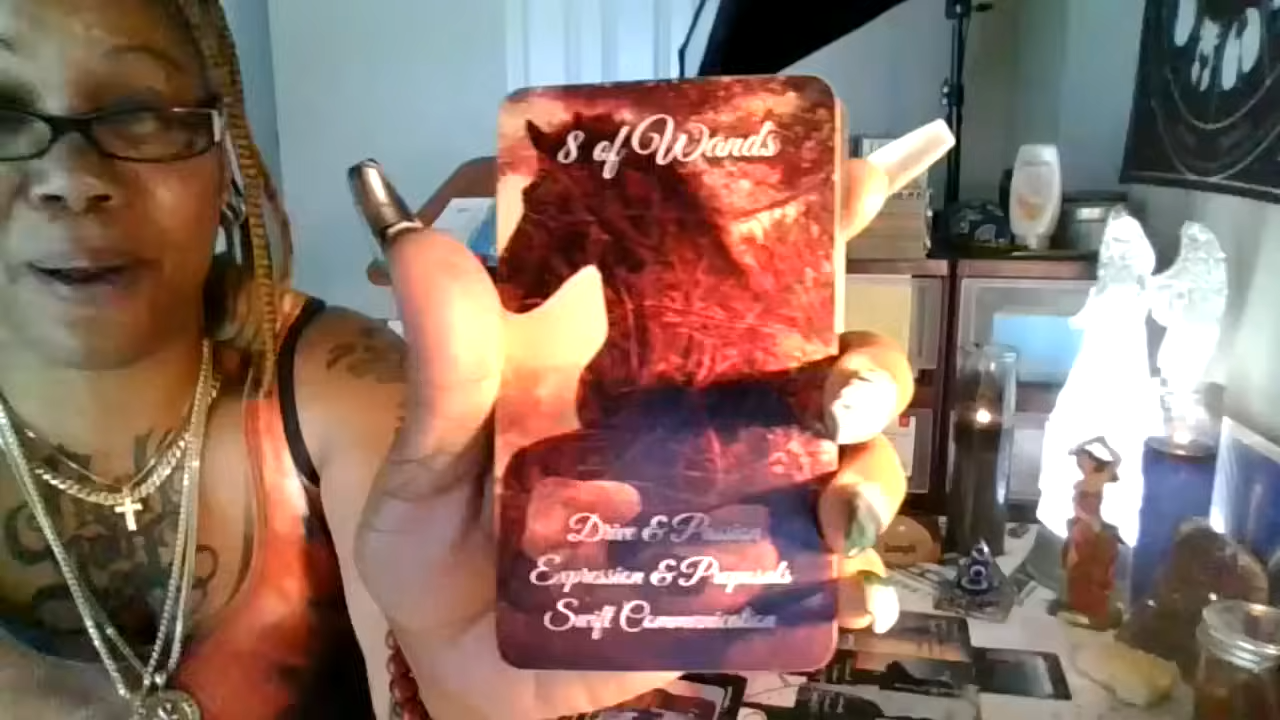 8 of Wands
Drive & Passion
Expression & Proposals
Swift Communication